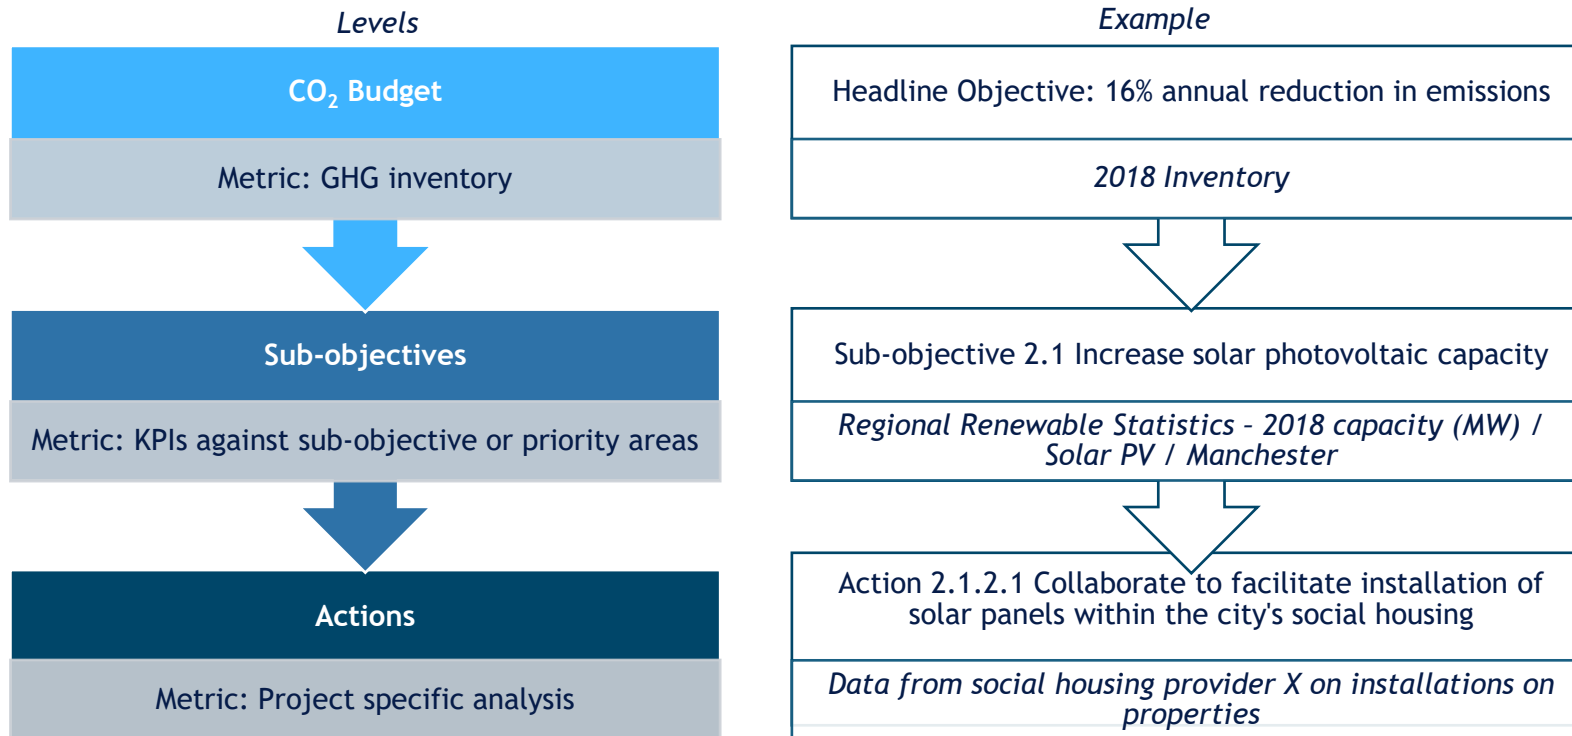 Levels
CO₂ Budget
Metric: GHG inventory
Sub-objectives
Metric: KPIs against sub-objective or priority areas
Actions
Metric: Project specific analysis
Example
Headline Objective: 16% annual reduction in emissions
2018 Inventory
Sub-objective 2.1 Increase solar photovoltaic capacity
Regional Renewable Statistics – 2018 capacity (MW) /
Solar PV / Manchester
Action 2.1.2.1 Collaborate to facilitate installation of
solar panels within the city's social housing
Data from social housing provider X on installations on
properties